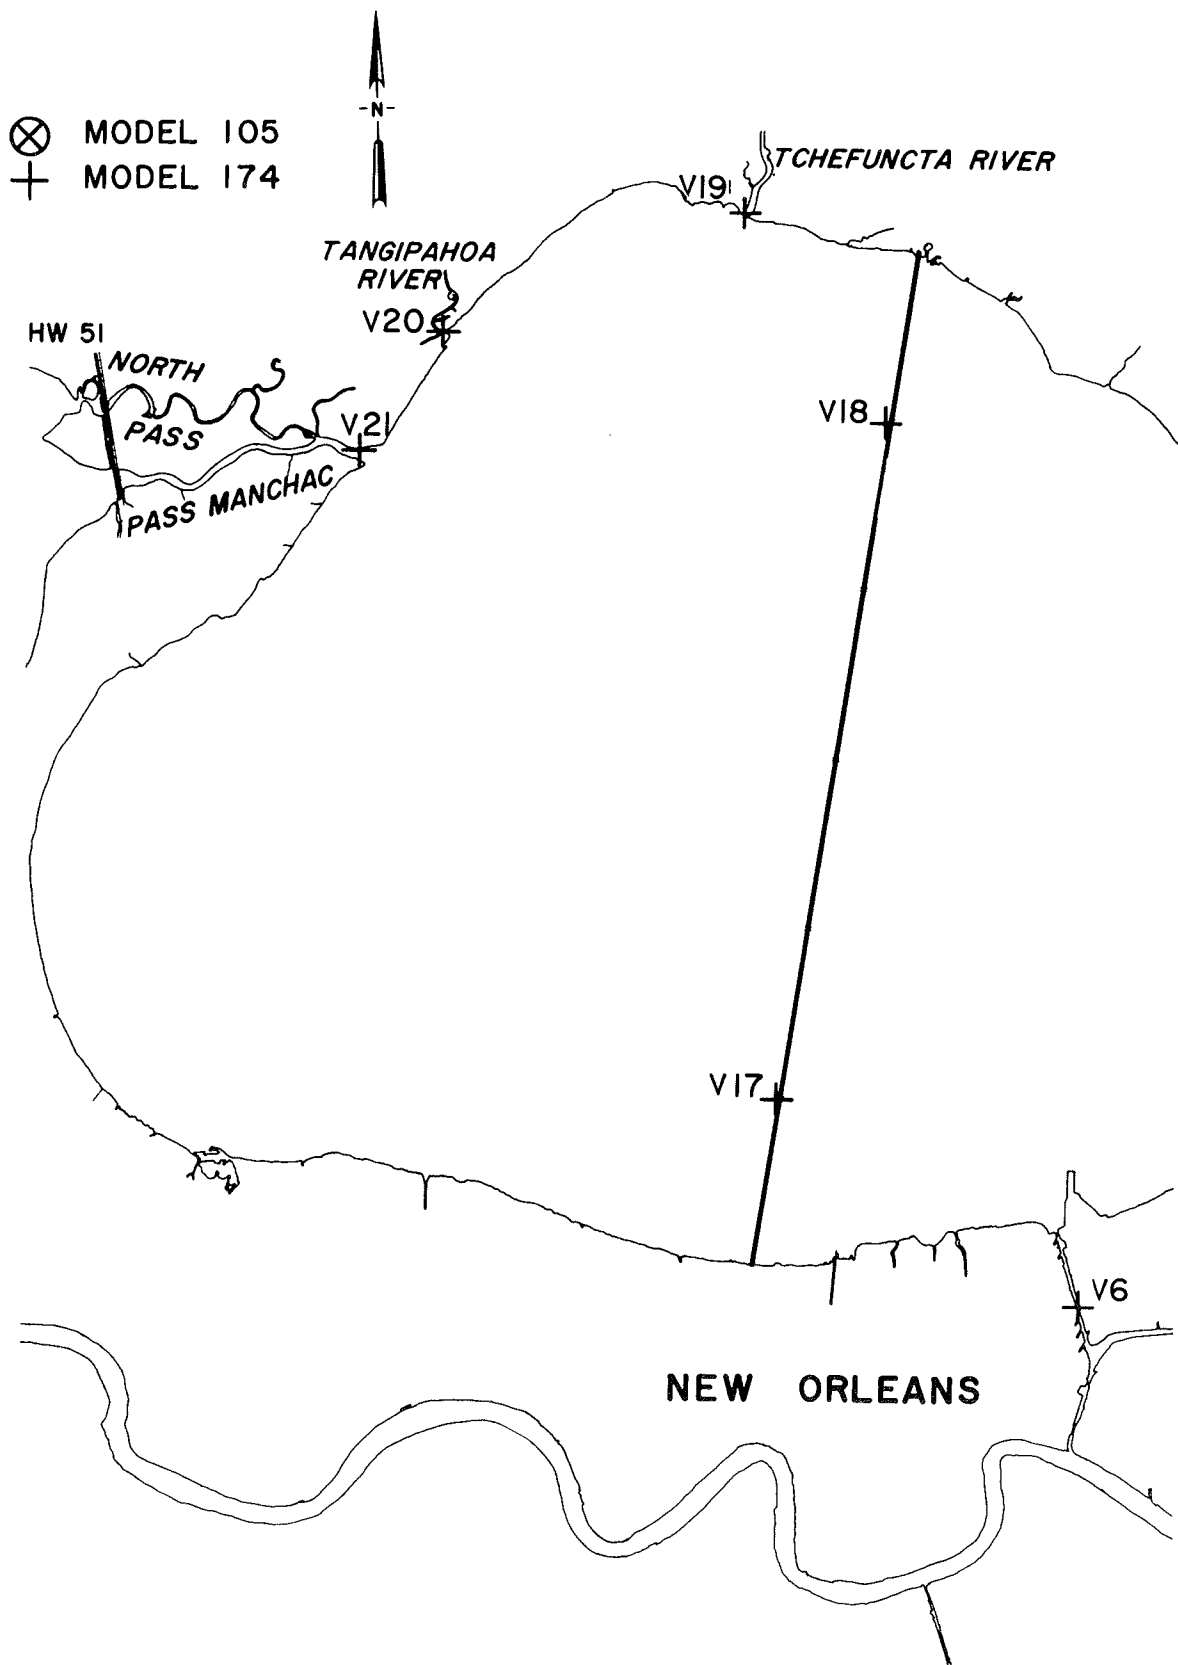 -N-
MODEL 105
MODEL 174
TCHEFUNCTA RIVER
V19
TANGIPAHOA
RIVER
V20
HW 51
NORTH
PASS
V21
V18
PASS MANCHAC
V17
V6
NEW ORLEANS